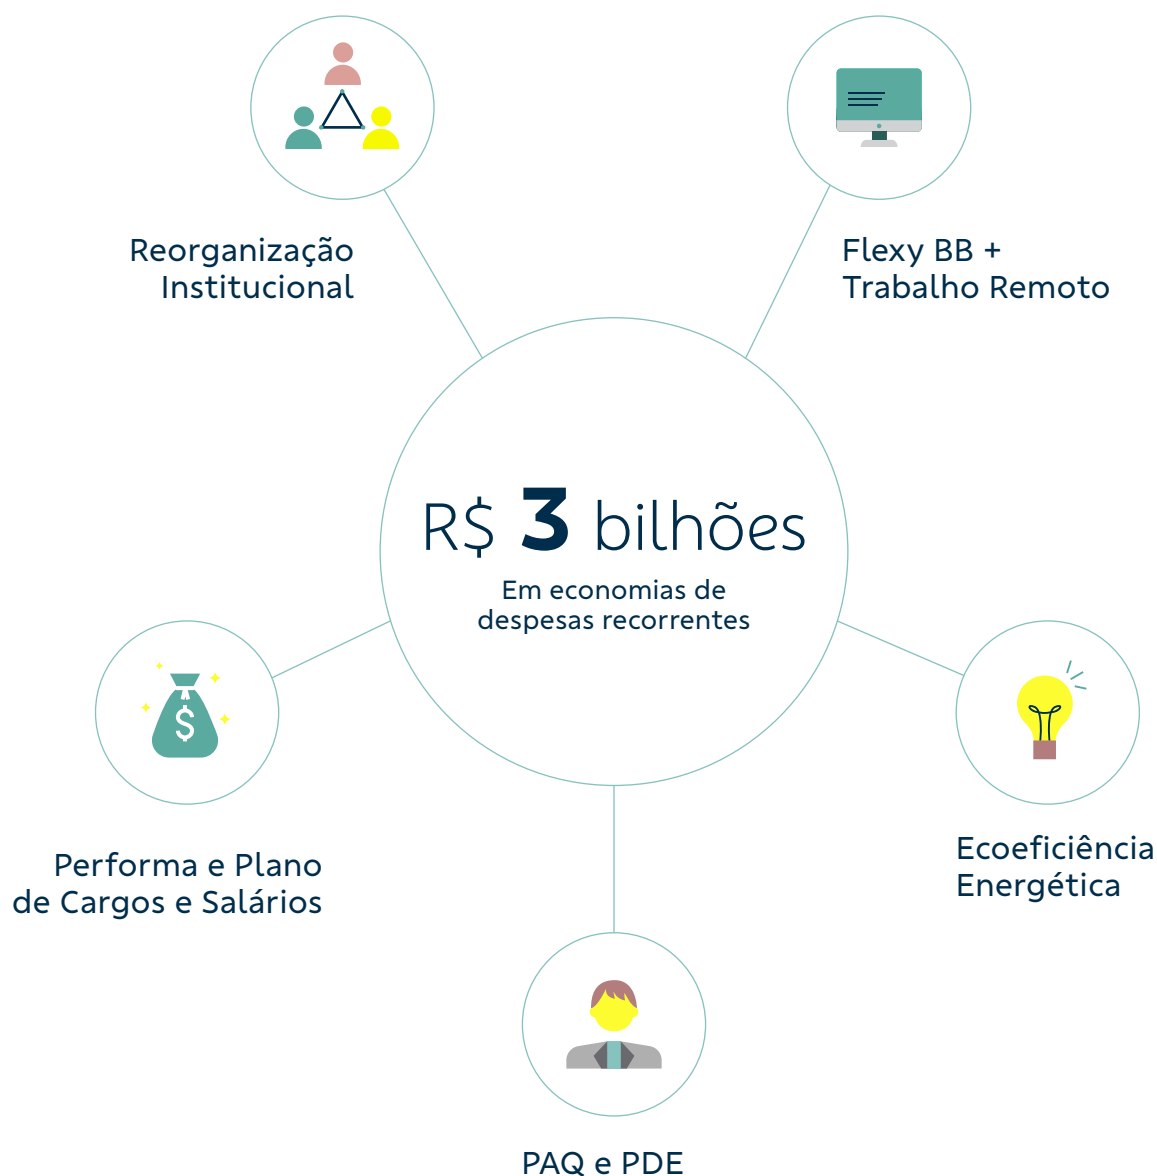 Reorganização
Institucional
Flexy BB +
Trabalho Remoto
R$ 3 bilhões
Em economias de
despesas recorrentes
$
Performa e Plano
de Cargos e Salários
Ecoeficiência
Energética
PAQ e PDE